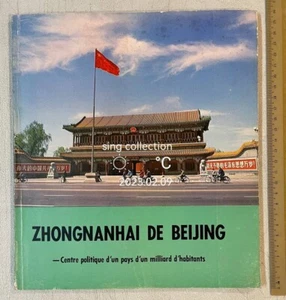 sing collection
°C
2023.02.09
ZHONGNANHAI DE BEIJING
—Centre politique d'un pays d'un milliard d'habitants